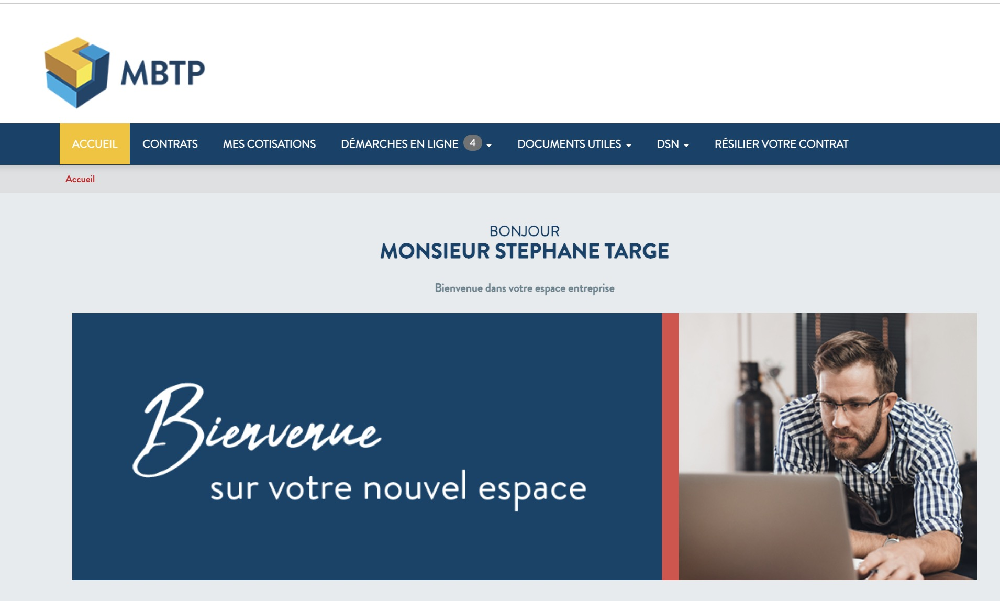 MBTP
ACCUEIL CONTRATS MES COTISATIONS DÉMARCHES EN LIGNE 4 DOCUMENTS UTILES DSN RÉSILIER VOTRE CONTRAT
Accueil
BONJOUR
MONSIEUR STEPHANE TARGE
Bienvenue dans votre espace entreprise
Bienvenue
sur votre nouvel espace